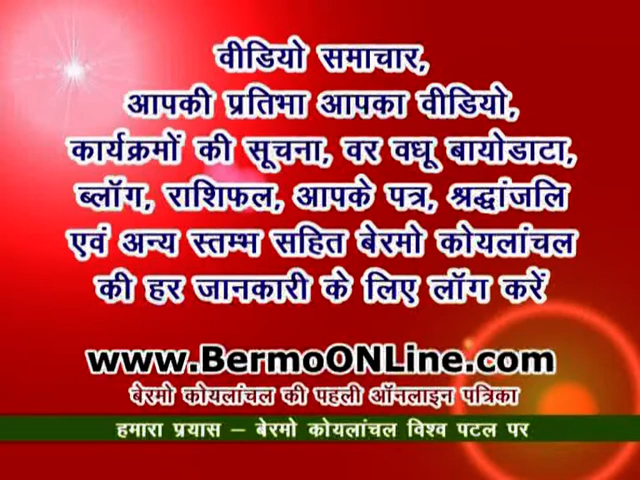 वीडियो समाचार,
आपकी प्रतिभा आपका वीडियो,
कार्यक्रमों की सूचना, वर वधू बायोडाटा,
ब्लॉग, राशिफल, आपके पत्र, श्रद्धांजलि
एवं अन्य स्तम्भ सहित बेरमो कोयलांचल
की हर जानकारी के लिए लॉग करें
www.BermoONLine.com
बेरमो कोयलांचल की पहली ऑनलाइन पत्रिका
हमारा प्रयास – बेरमो कोयलांचल विश्व पटल पर